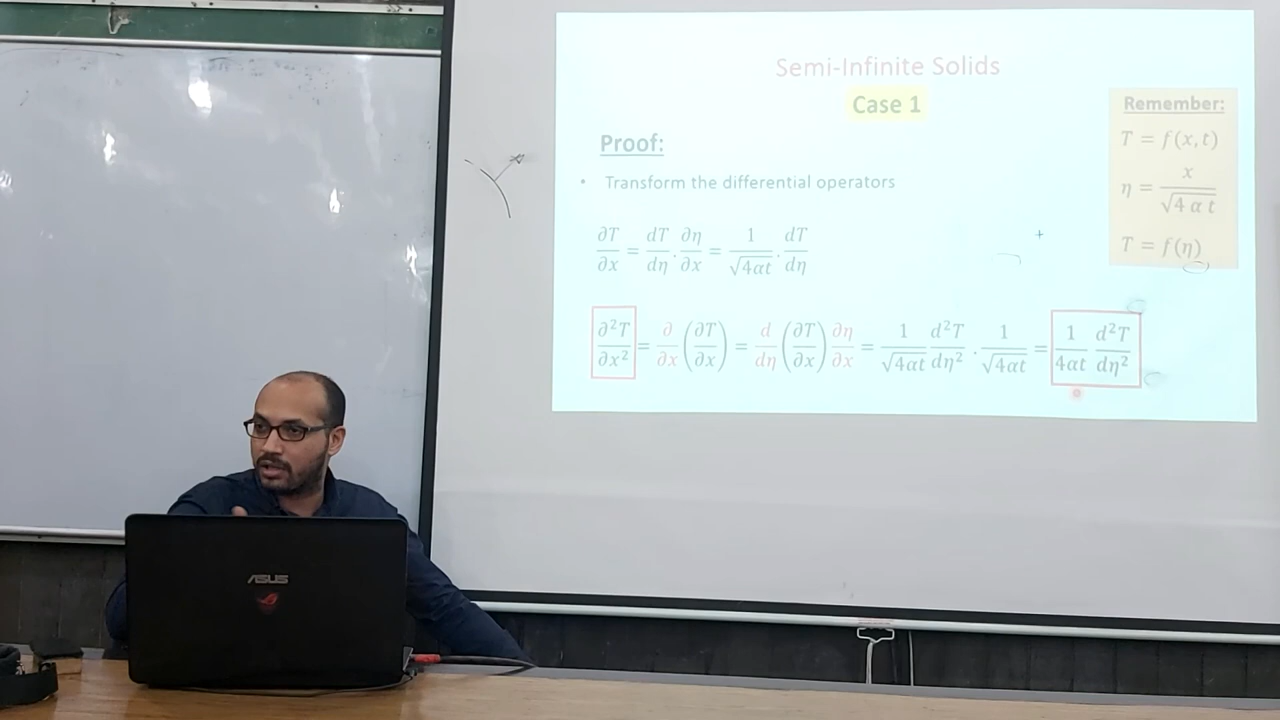 Semi-Infinite Solids
Case 1
Proof:
• Transform the differential operators
∂T/∂x = dT/dη . ∂η/∂x = 1/√4αt . dT/dη
∂²T/∂x² = ∂/∂x (∂T/∂x) = d/dη (∂T/∂x) ∂η/∂x = 1/√4αt d²T/dη² . 1/√4αt = 1/4αt d²T/dη²
Remember:
T = f(x, t)
η = x/√4 α t
T = f(η)
ASUS